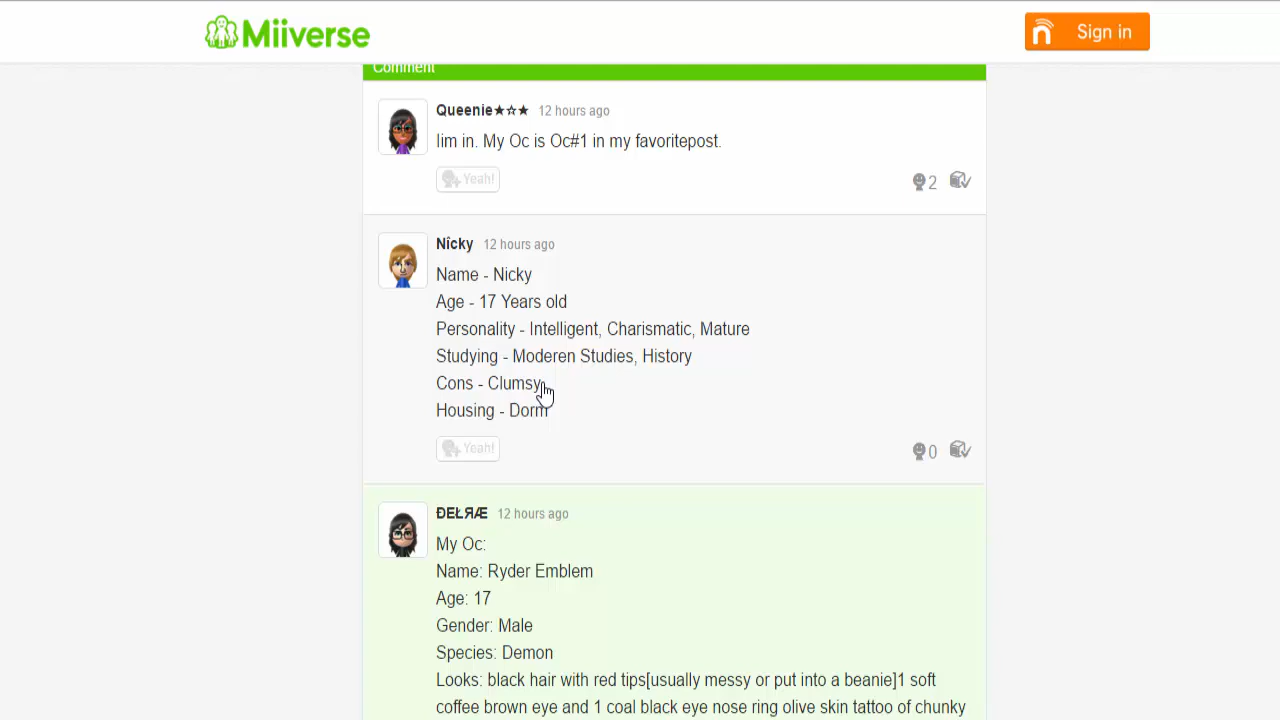 Miiverse
Sign in
Comment
Queenie★☆★ 12 hours ago
Iim in. My Oc is Oc#1 in my favoritepost.
Yeah!
2
Nîcky 12 hours ago
Name - Nicky
Age - 17 Years old
Personality - Intelligent, Charismatic, Mature
Studying - Moderen Studies, History
Cons - Clumsy
Housing - Dorm
Yeah!
0
ÐEŁЯÆ 12 hours ago
My Oc:
Name: Ryder Emblem
Age: 17
Gender: Male
Species: Demon
Looks: black hair with red tips[usually messy or put into a beanie]1 soft
coffee brown eye and 1 coal black eye nose ring olive skin tattoo of chunky